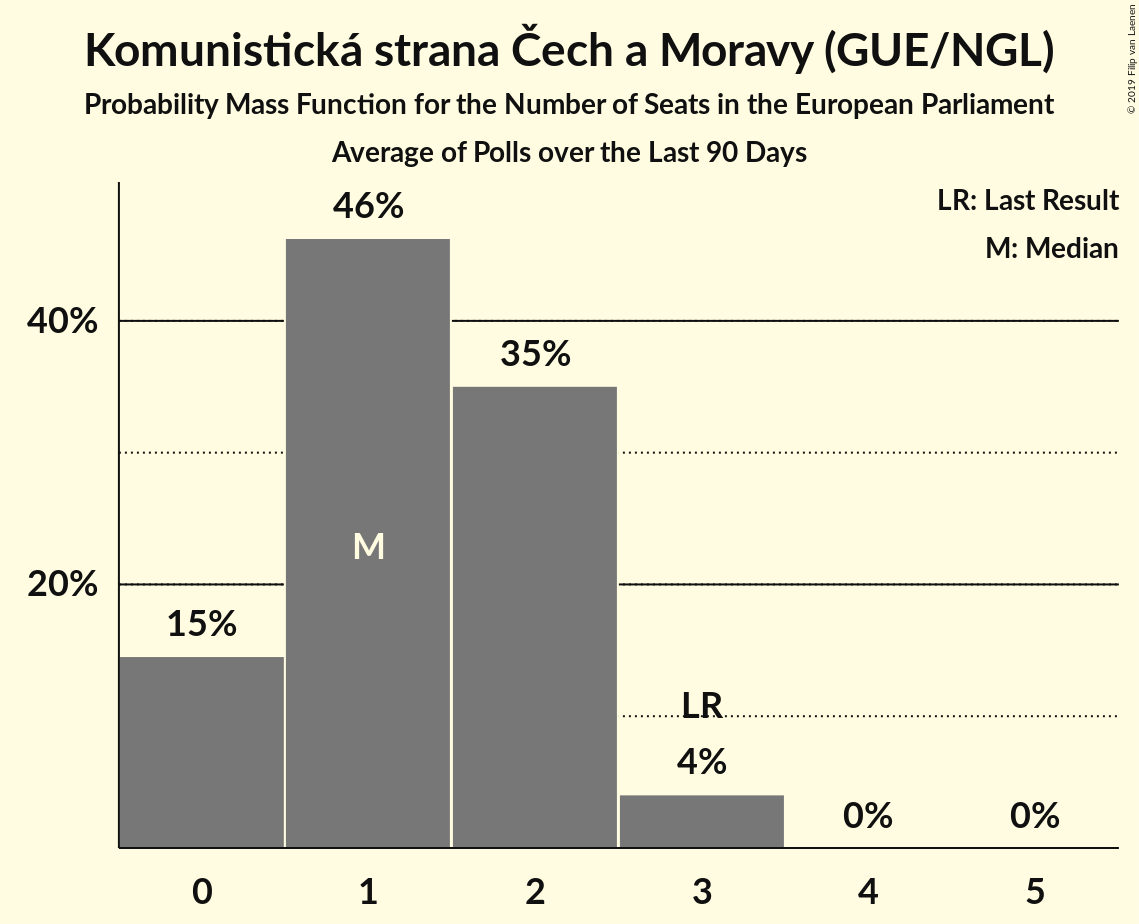 Komunistická strana Čech a Moravy (GUE/NGL)
Probability Mass Function for the Number of Seats in the European Parliament
Average of Polls over the Last 90 Days
© 2019 Filip van Laenen
LR: Last Result
M: Median
46%
40%
35%
M
20%
15%
LR
4%
0%
0%
0
1
2
3
4
5